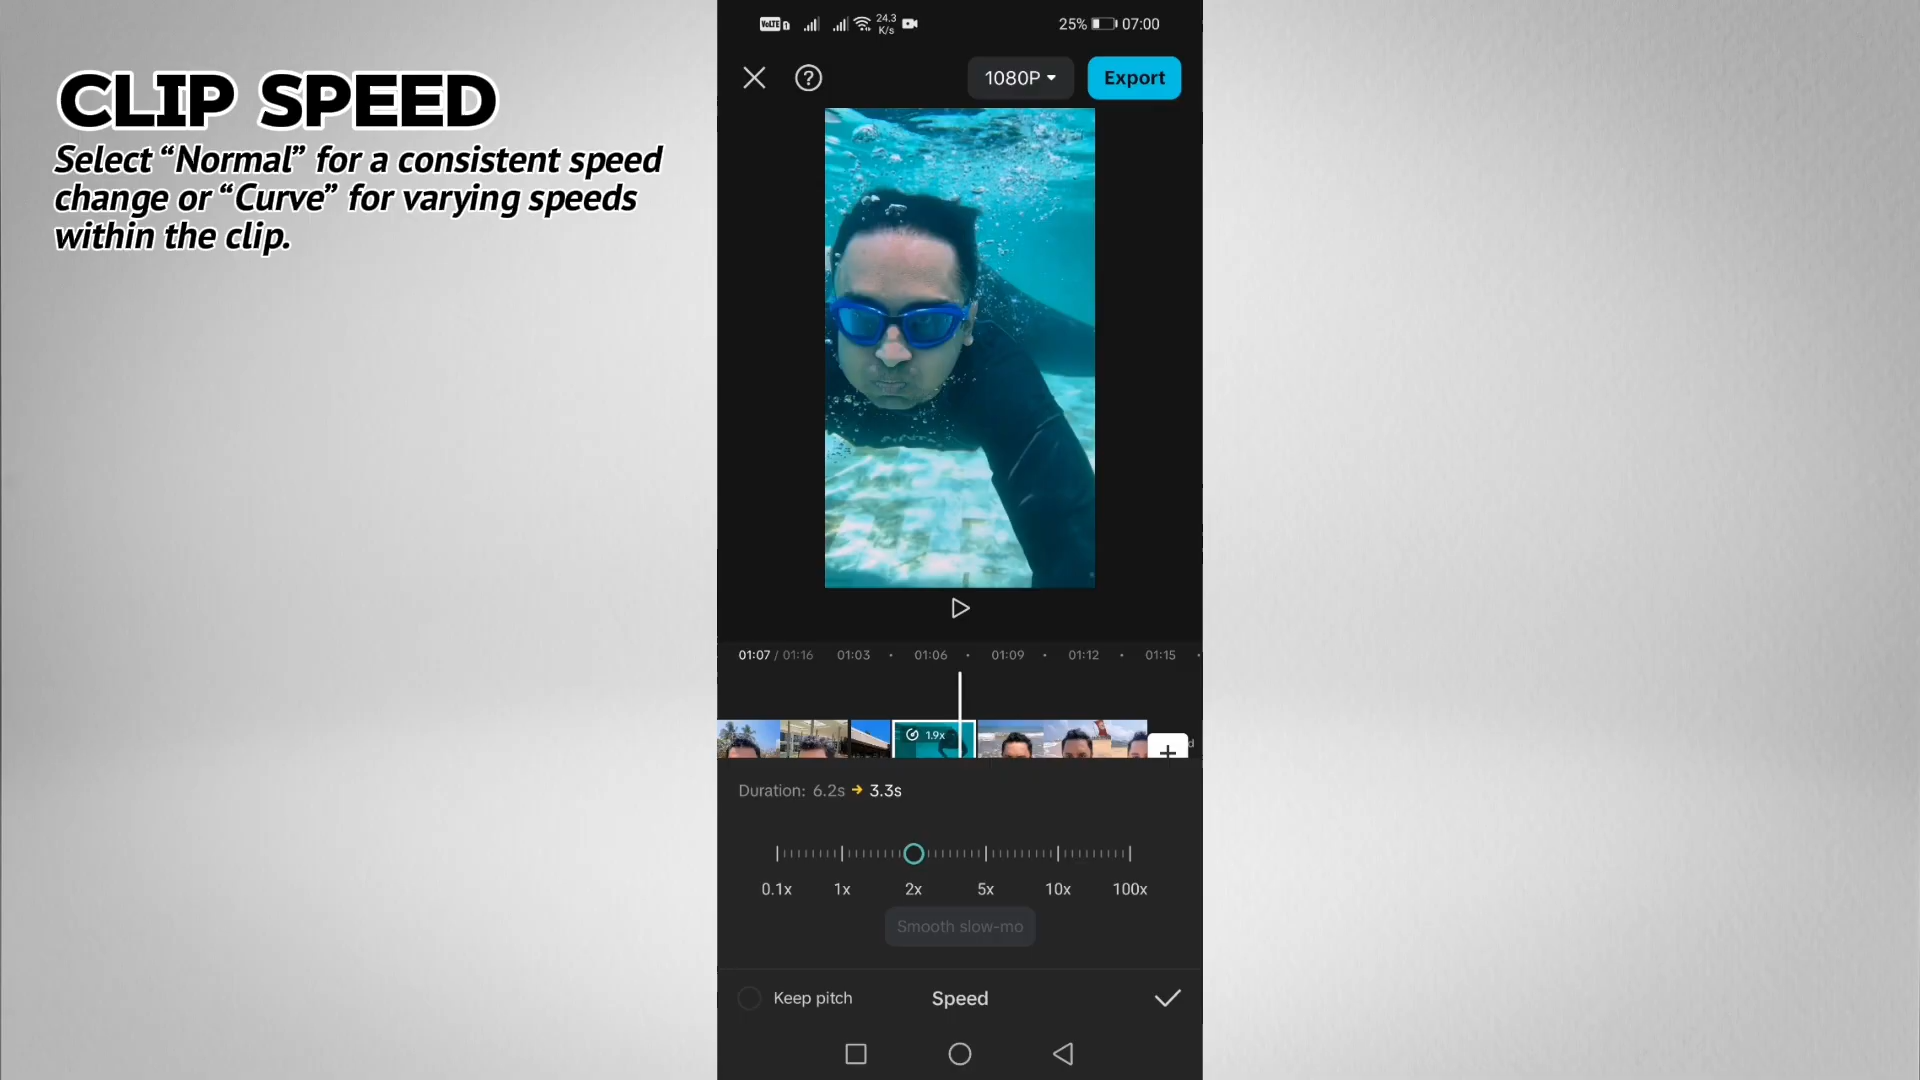 CLIP SPEED
Select “Normal” for a consistent speed
change or “Curve” for varying speeds
within the clip.
VoLTE 24.3 K/s 25% 07:00
1080P Export
01:07 / 01:16 01:03 01:06 01:09 01:12 01:15
1.9x
Duration: 6.2s → 3.3s
0.1x 1x 2x 5x 10x 100x
Smooth slow-mo
Keep pitch Speed